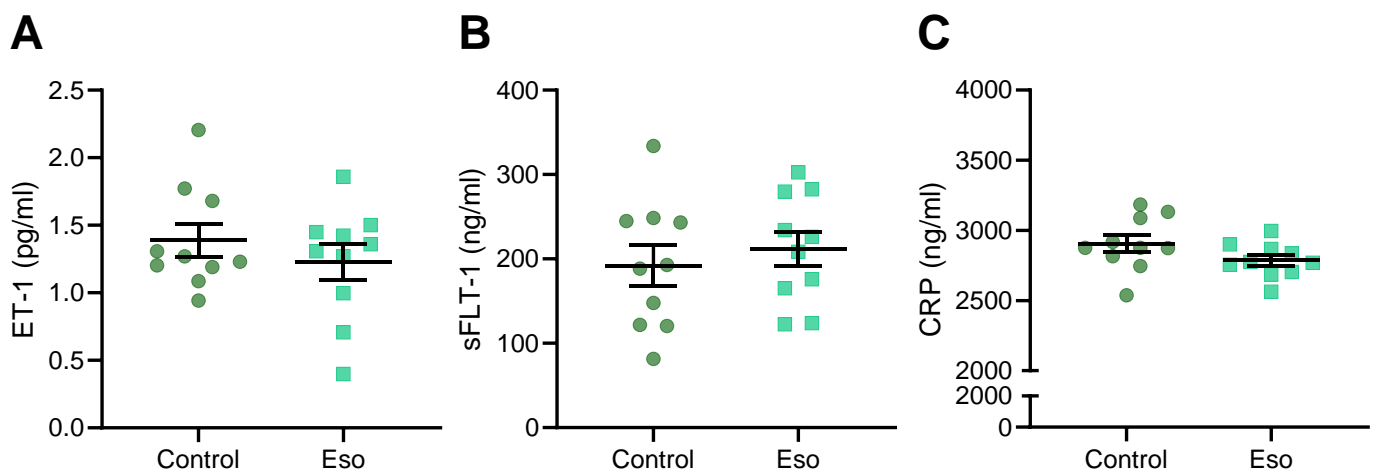 A
ET-1 (pg/ml)
2.5
2.0
1.5
1.0
0.5
0.0
Control Eso
B
sFLT-1 (ng/ml)
400
300
200
100
0
Control Eso
C
CRP (ng/ml)
4000
3500
3000
2500
2000
2000
0
Control Eso